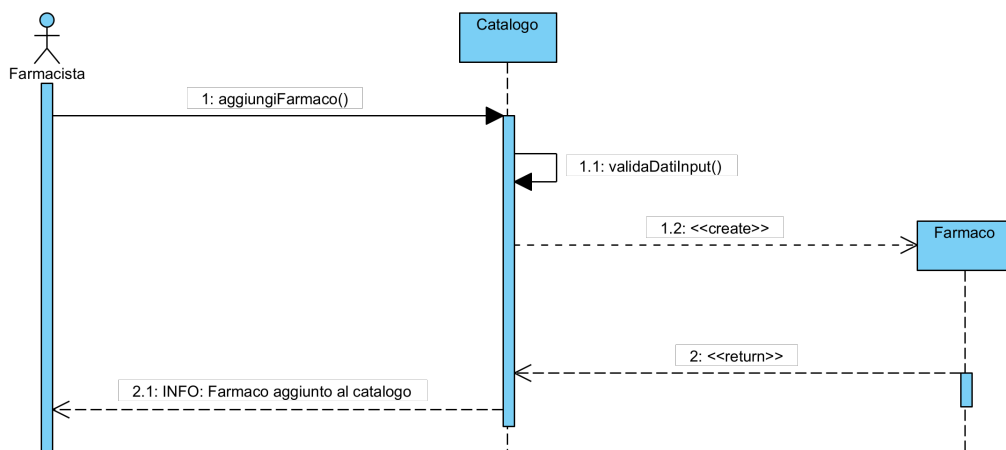 Catalogo
Farmacista
1: aggiungiFarmaco()
1.1: validaDatiInput()
1.2: <<create>>
Farmaco
2: <<return>>
2.1: INFO: Farmaco aggiunto al catalogo